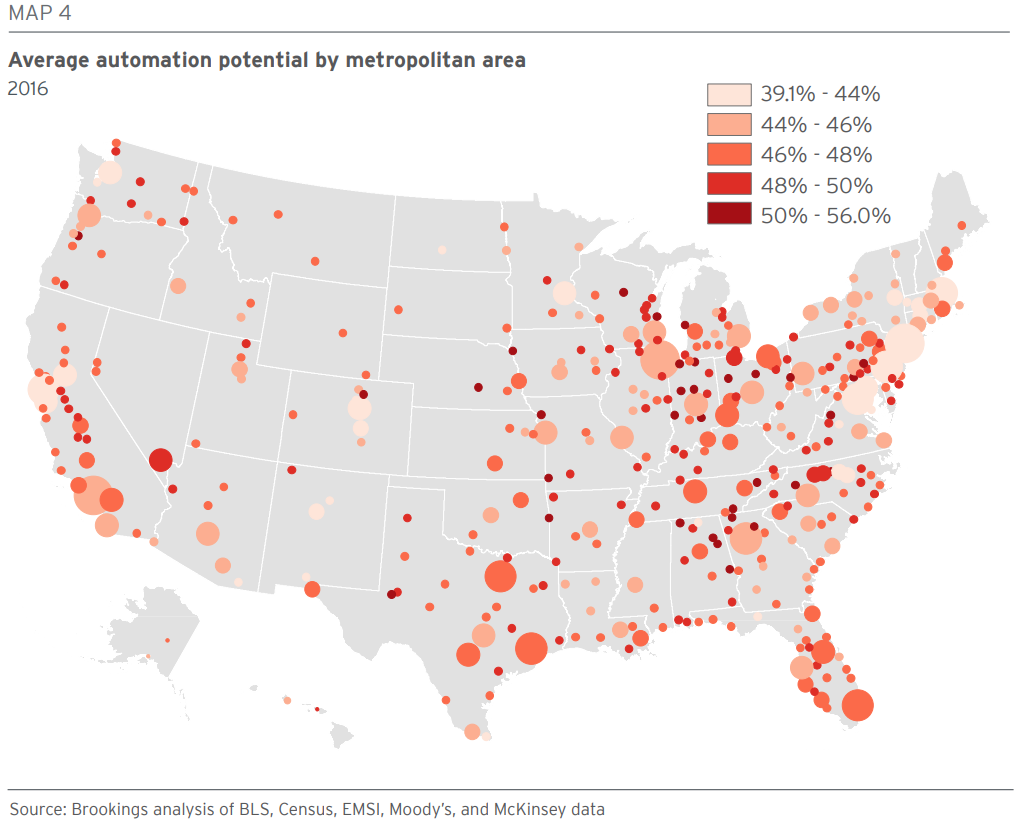 MAP 4
Average automation potential by metropolitan area
2016
39.1% - 44%
44% - 46%
46% - 48%
48% - 50%
50% - 56.0%
Source: Brookings analysis of BLS, Census, EMSI, Moody’s, and McKinsey data